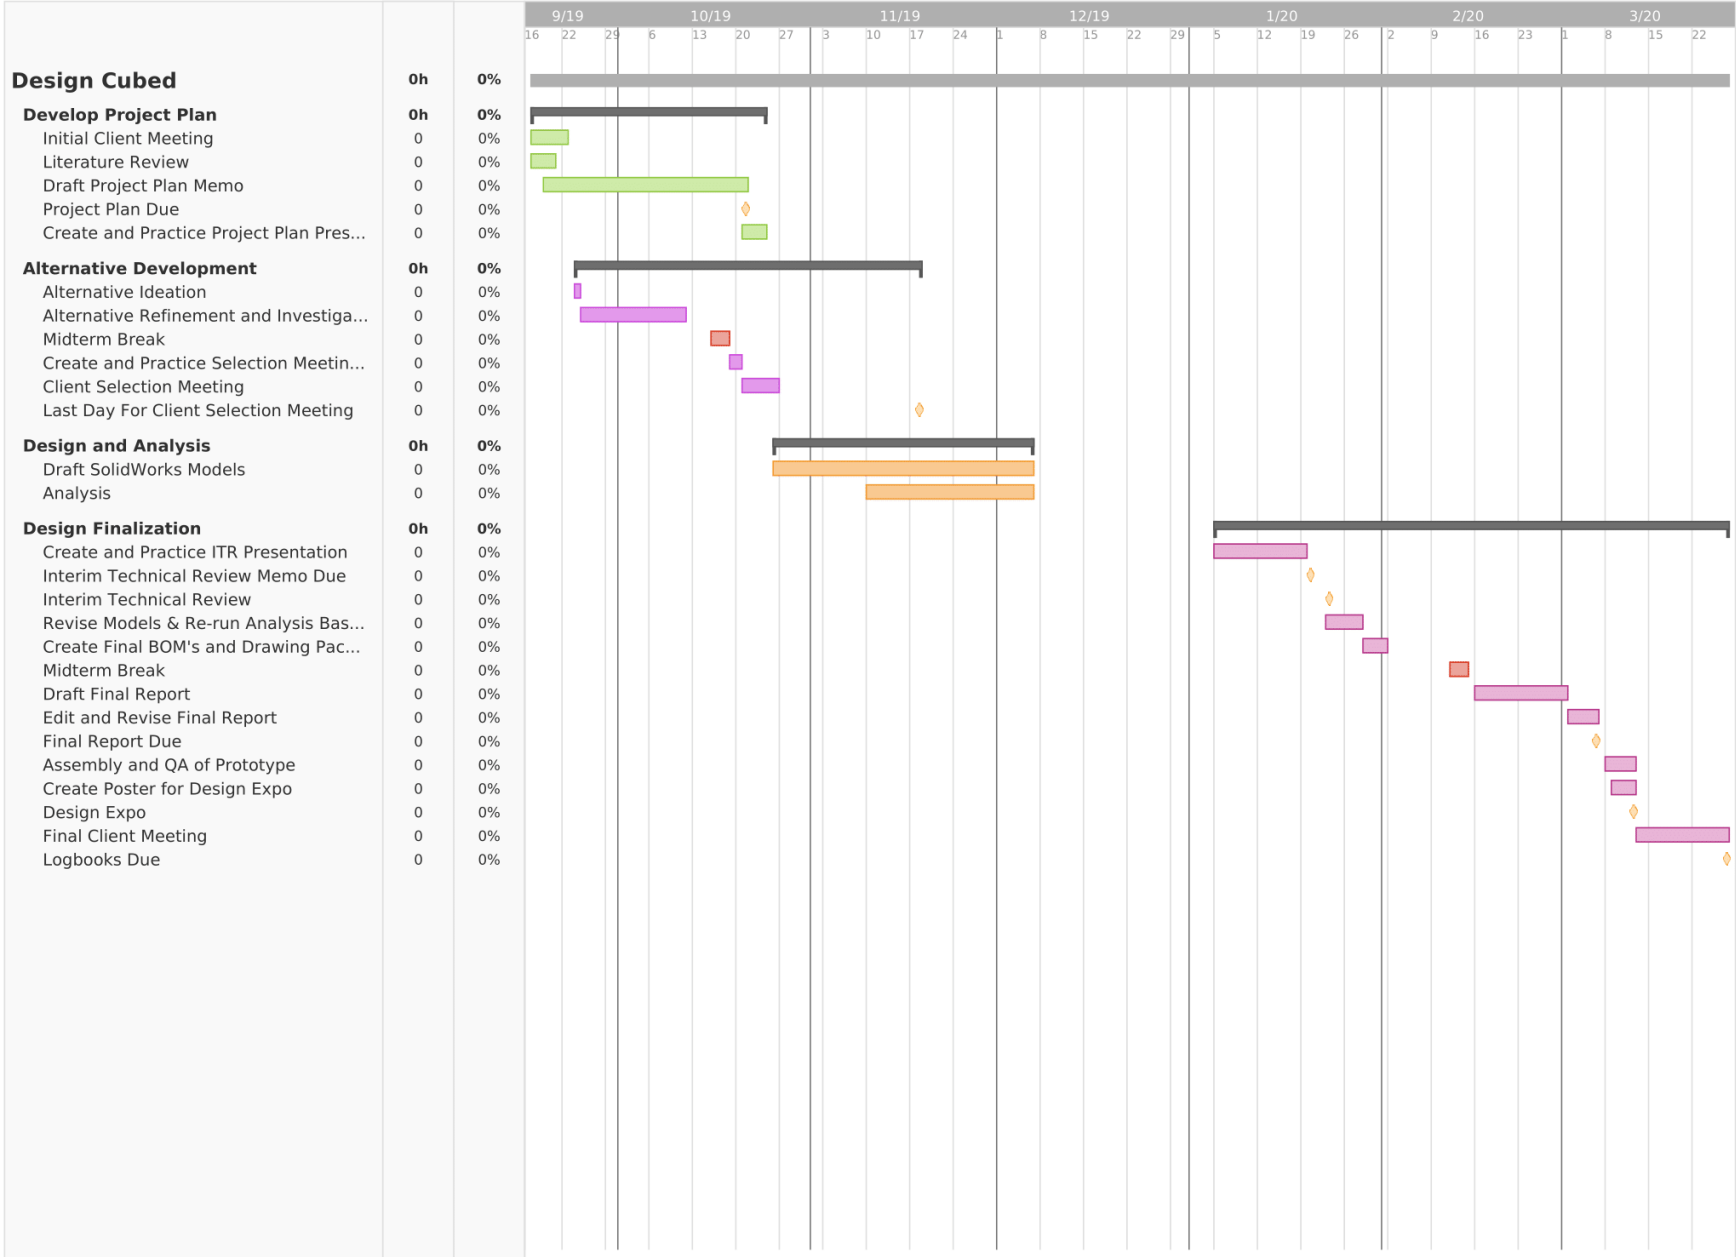 9/19 10/19 11/19 12/19 1/20 2/20 3/20
16 22 29 6 13 20 27 3 10 17 24 1 8 15 22 29 5 12 19 26 2 9 16 23 1 8 15 22
Design Cubed 0h 0%
Develop Project Plan 0h 0%
Initial Client Meeting 0 0%
Literature Review 0 0%
Draft Project Plan Memo 0 0%
Project Plan Due 0 0%
Create and Practice Project Plan Pres... 0 0%
Alternative Development 0h 0%
Alternative Ideation 0 0%
Alternative Refinement and Investiga... 0 0%
Midterm Break 0 0%
Create and Practice Selection Meetin... 0 0%
Client Selection Meeting 0 0%
Last Day For Client Selection Meeting 0 0%
Design and Analysis 0h 0%
Draft SolidWorks Models 0 0%
Analysis 0 0%
Design Finalization 0h 0%
Create and Practice ITR Presentation 0 0%
Interim Technical Review Memo Due 0 0%
Interim Technical Review 0 0%
Revise Models & Re-run Analysis Bas... 0 0%
Create Final BOM's and Drawing Pac... 0 0%
Midterm Break 0 0%
Draft Final Report 0 0%
Edit and Revise Final Report 0 0%
Final Report Due 0 0%
Assembly and QA of Prototype 0 0%
Create Poster for Design Expo 0 0%
Design Expo 0 0%
Final Client Meeting 0 0%
Logbooks Due 0 0%